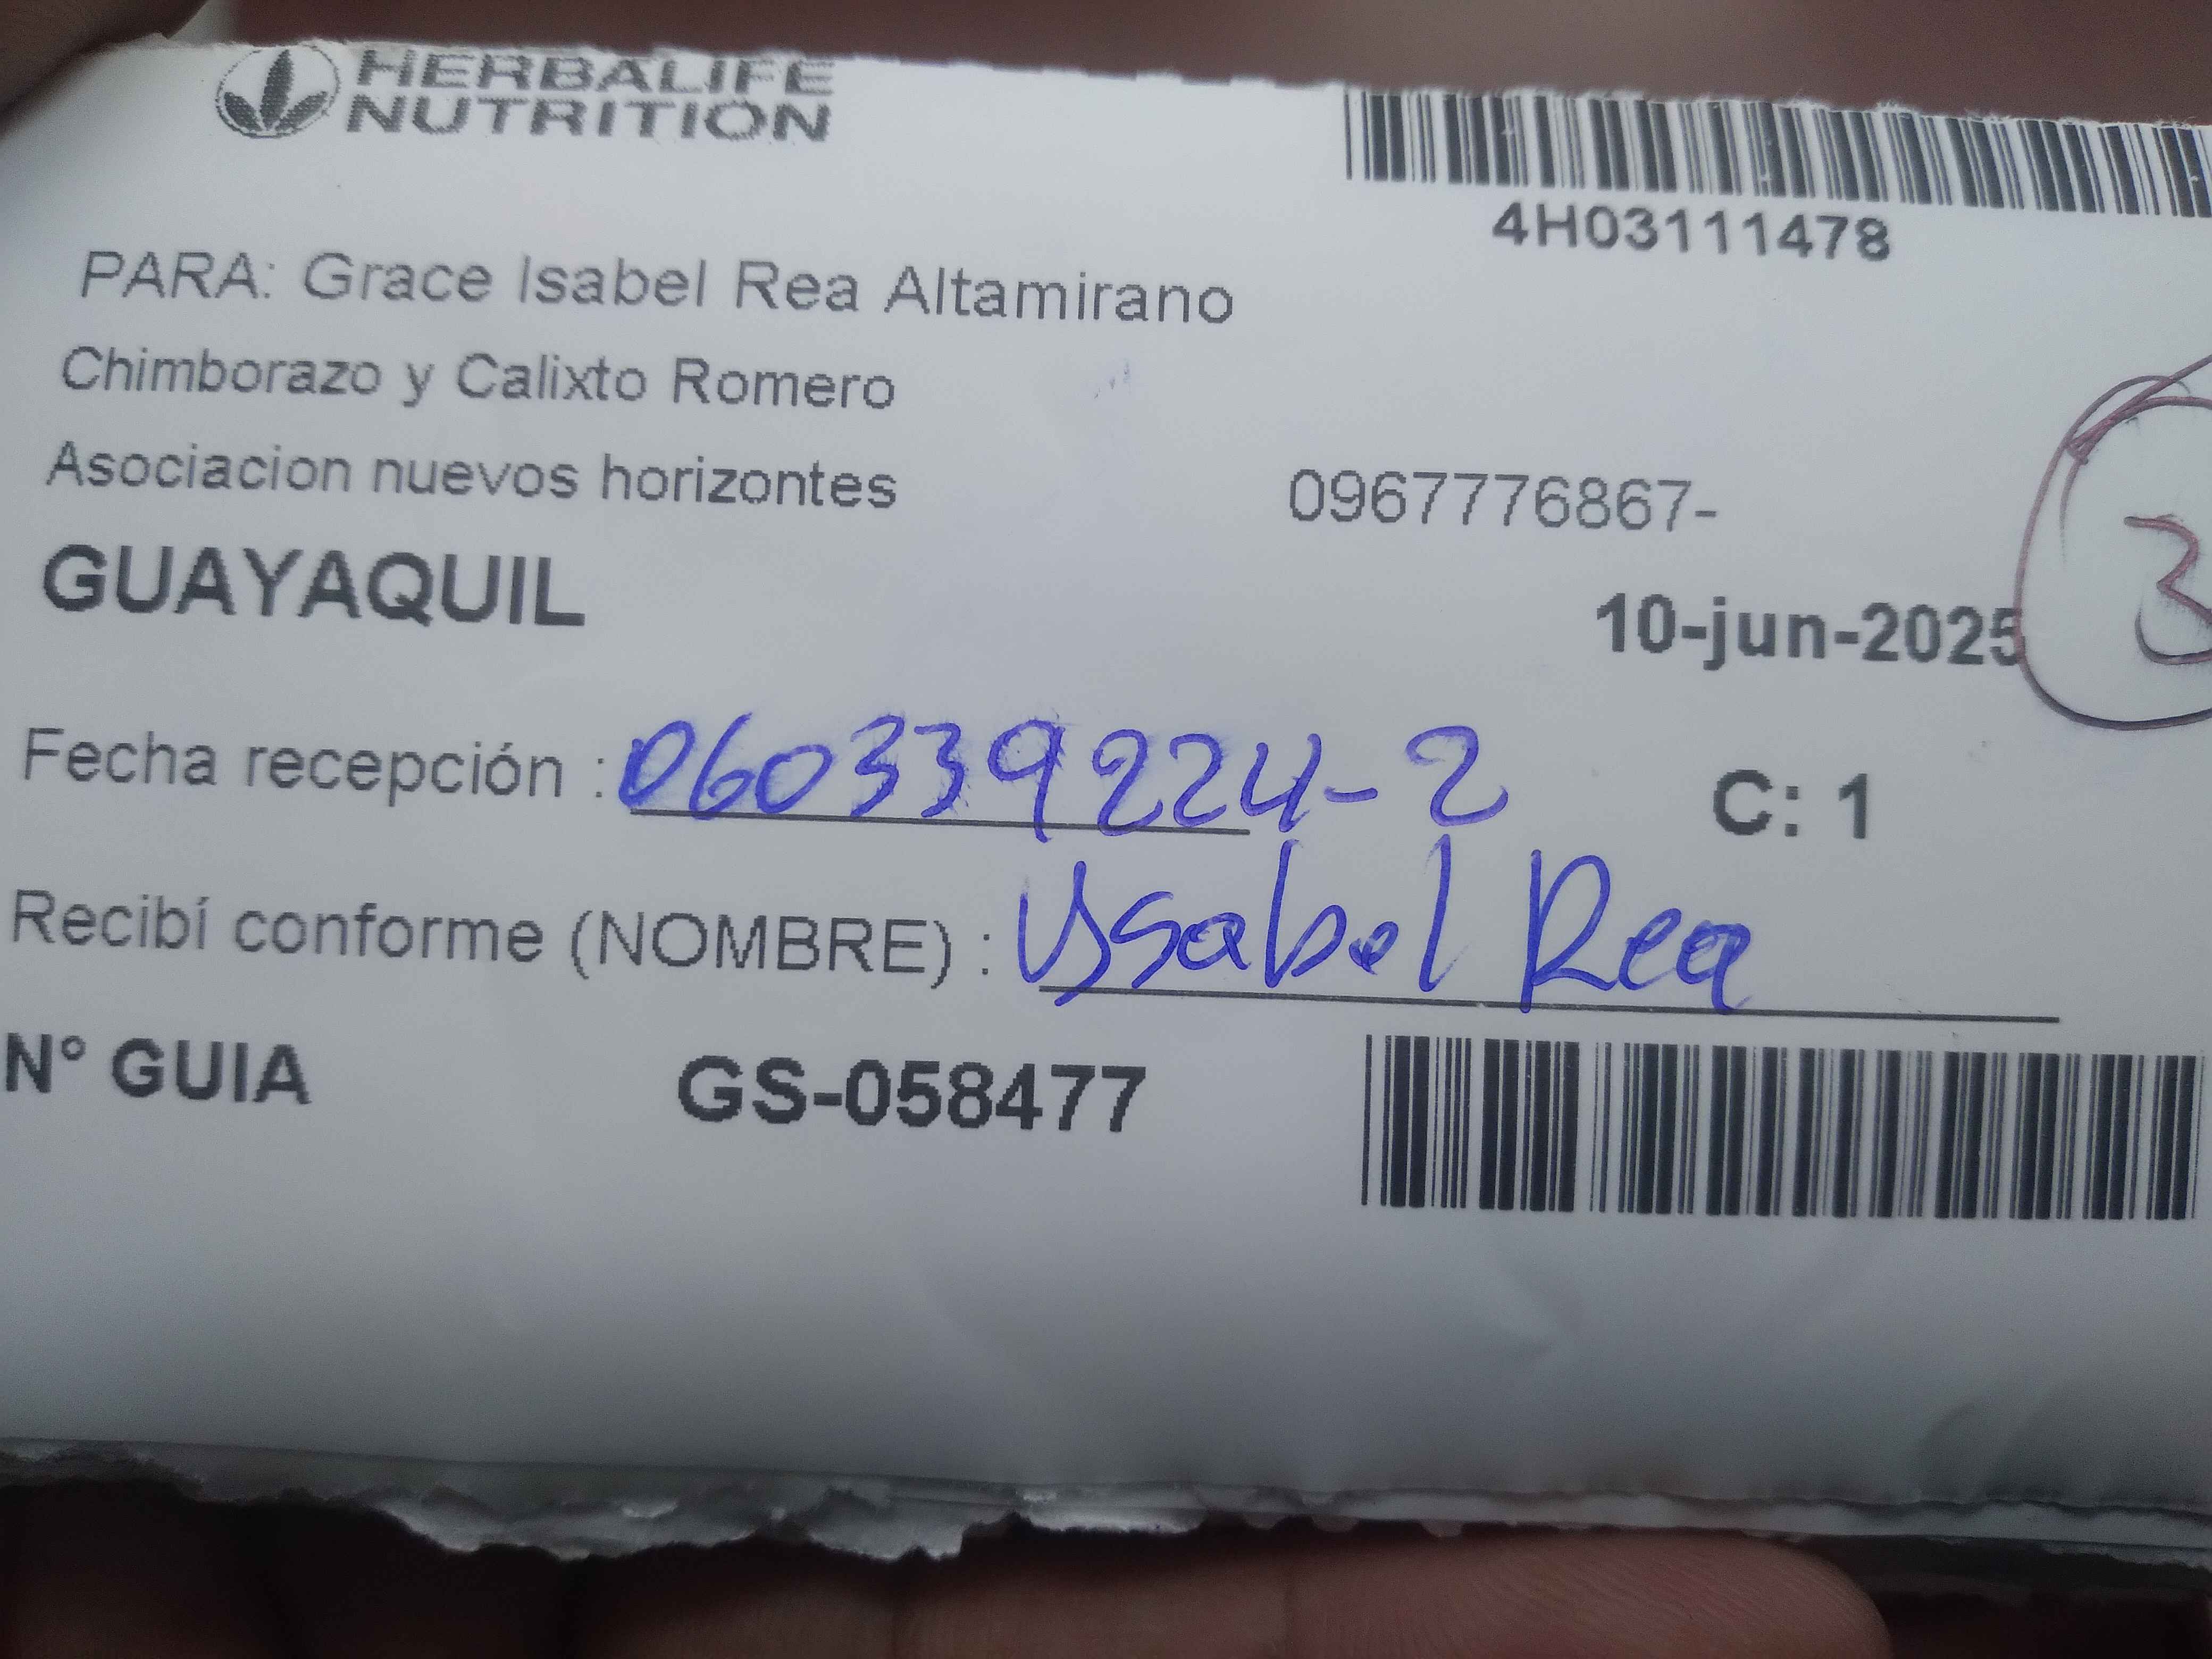 HERBALIFE
NUTRITION
4H03111478
PARA: Grace Isabel Rea Altamirano
Chimborazo y Calixto Romero
Asociacion nuevos horizontes 0967776867-
GUAYAQUIL
10-jun-2025
3
Fecha recepción : 060339224-2 C: 1
Recibí conforme (NOMBRE) : Ysabel Rea
N° GUIA GS-058477